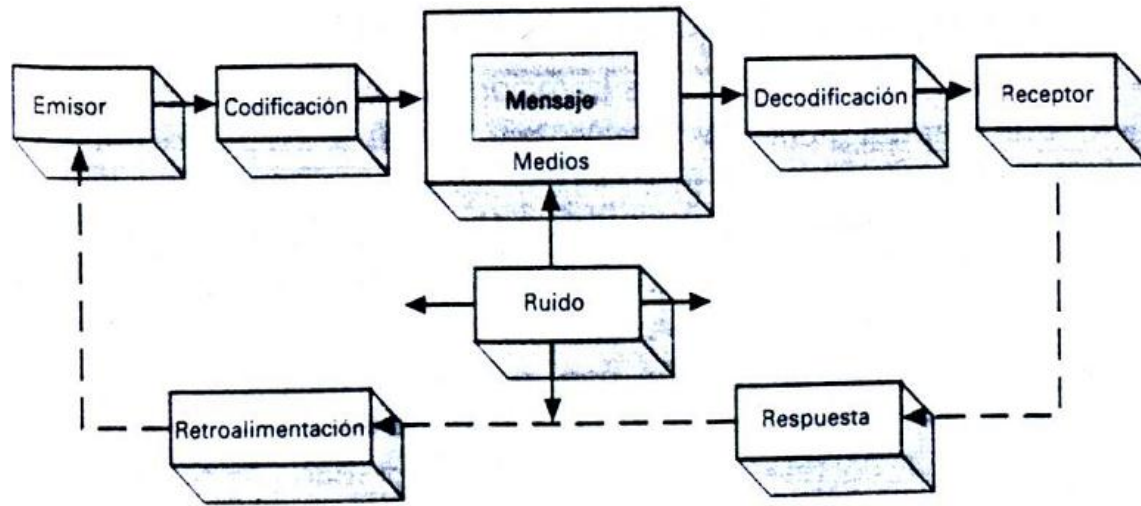 Emisor
Codificación
Mensaje
Medios
Decodificación
Receptor
Ruido
Retroalimentación
Respuesta